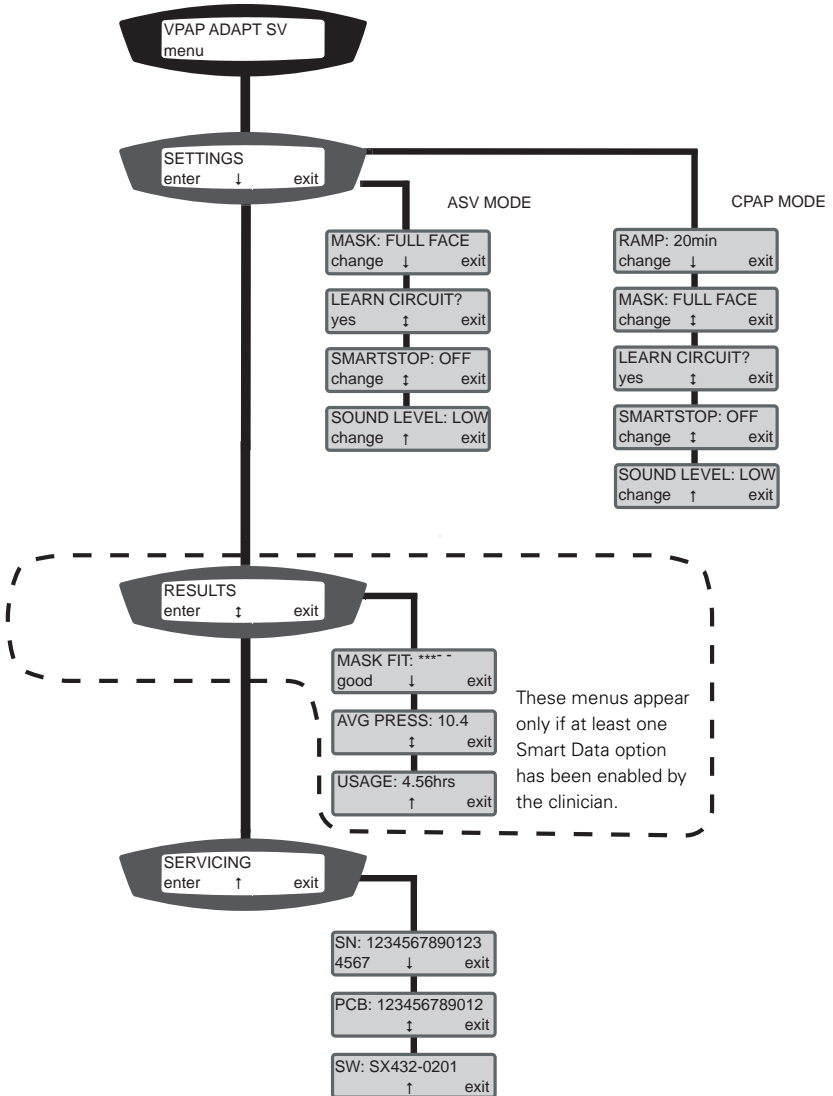 VPAP ADAPT SV
menu
SETTINGS
enter ↓ exit
ASV MODE
MASK: FULL FACE
change ↓ exit
LEARN CIRCUIT?
yes ↕ exit
SMARTSTOP: OFF
change ↕ exit
SOUND LEVEL: LOW
change ↑ exit
CPAP MODE
RAMP: 20min
change ↓ exit
MASK: FULL FACE
change ↕ exit
LEARN CIRCUIT?
yes ↕ exit
SMARTSTOP: OFF
change ↕ exit
SOUND LEVEL: LOW
change ↑ exit
RESULTS
enter ↕ exit
MASK FIT: ***- -
good ↓ exit
AVG PRESS: 10.4
↕ exit
USAGE: 4.56hrs
↑ exit
These menus appear
only if at least one
Smart Data option
has been enabled by
the clinician.
SERVICING
enter ↑ exit
SN: 1234567890123
4567 ↓ exit
PCB: 123456789012
↕ exit
SW: SX432-0201
↑ exit